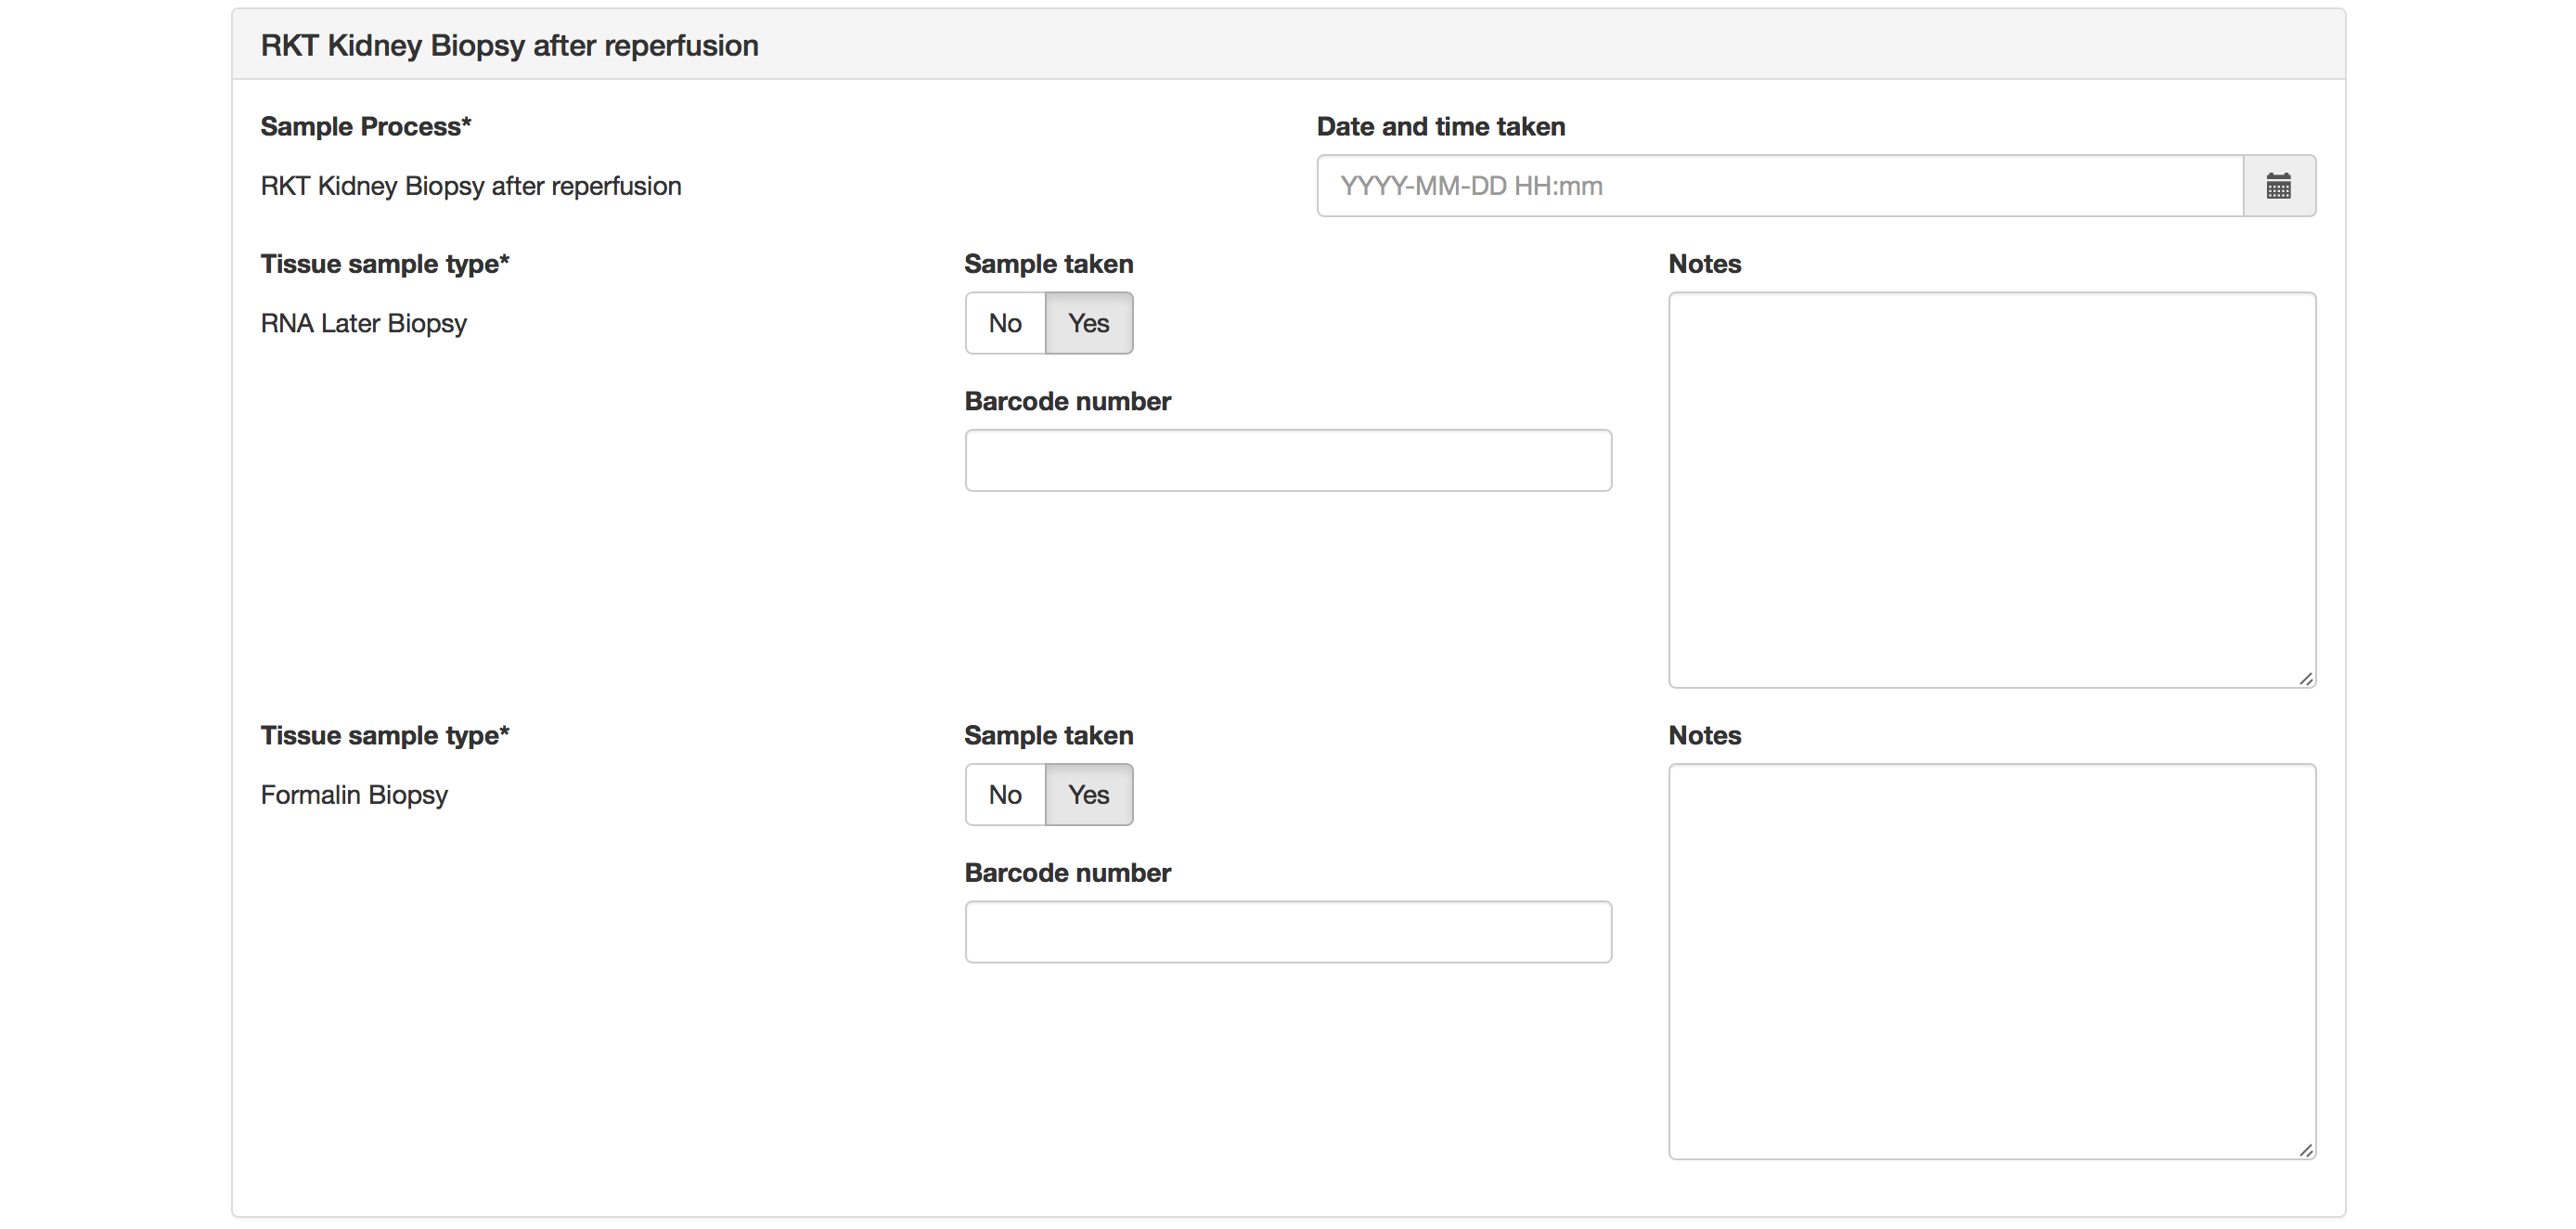 RKT Kidney Biopsy after reperfusion
Sample Process*
Date and time taken
RKT Kidney Biopsy after reperfusion
YYYY-MM-DD HH:mm
Tissue sample type*
Sample taken
Notes
RNA Later Biopsy
No Yes
Barcode number
Tissue sample type*
Sample taken
Notes
Formalin Biopsy
No Yes
Barcode number